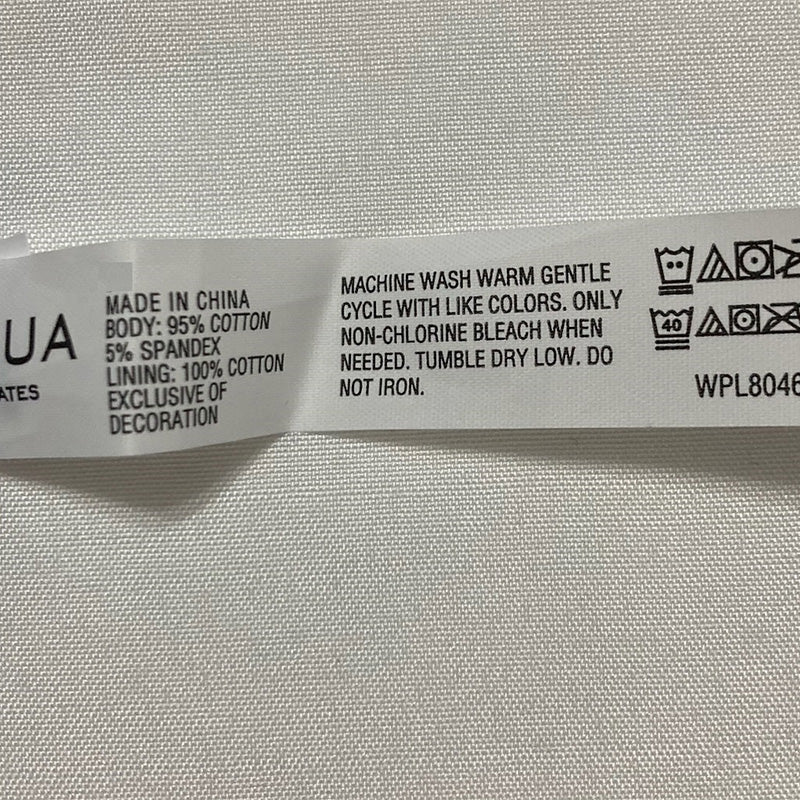 UA
ATES
MADE IN CHINA
BODY: 95% COTTON
5% SPANDEX
LINING: 100% COTTON
EXCLUSIVE OF
DECORATION
MACHINE WASH WARM GENTLE
CYCLE WITH LIKE COLORS. ONLY
NON-CHLORINE BLEACH WHEN
NEEDED. TUMBLE DRY LOW. DO
NOT IRON.
40
WPL8046